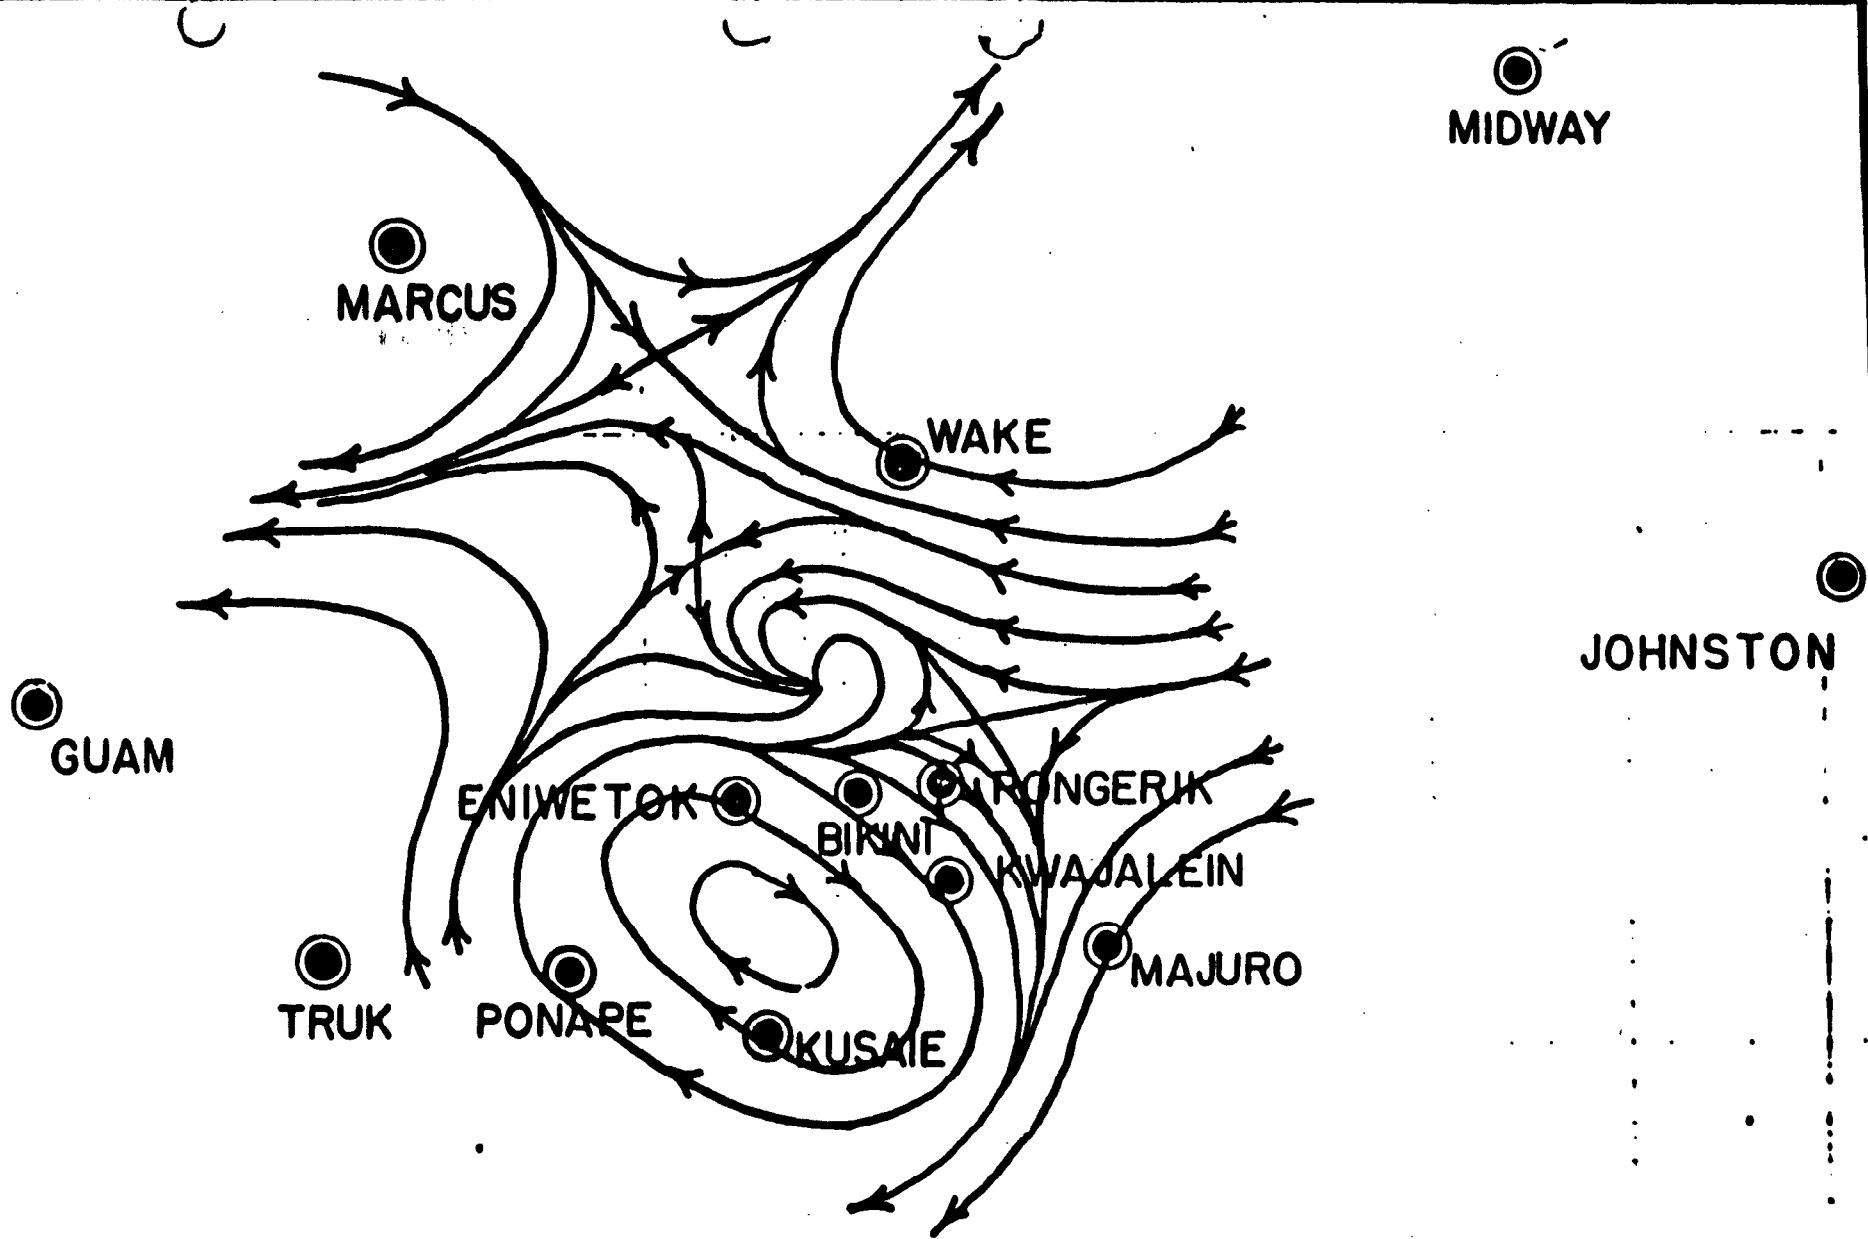 MIDWAY
MARCUS
WAKE
JOHNSTON
GUAM
ENIWETOK
RONGERIK
BIKINI
KWAJALEIN
MAJURO
TRUK
PONAPE
KUSAIE